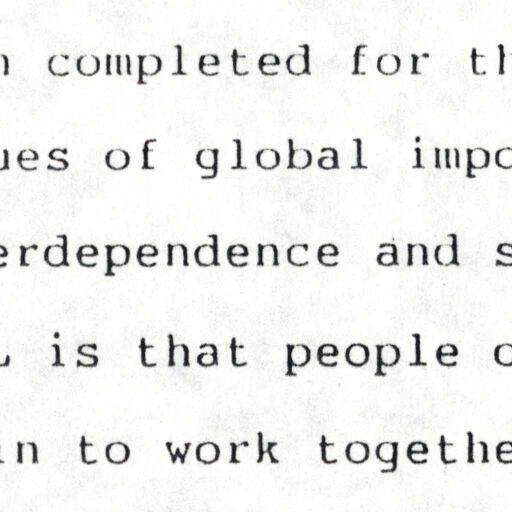 completed for th
ues of global impo
erdependence and s
is that people o
in to work togethe